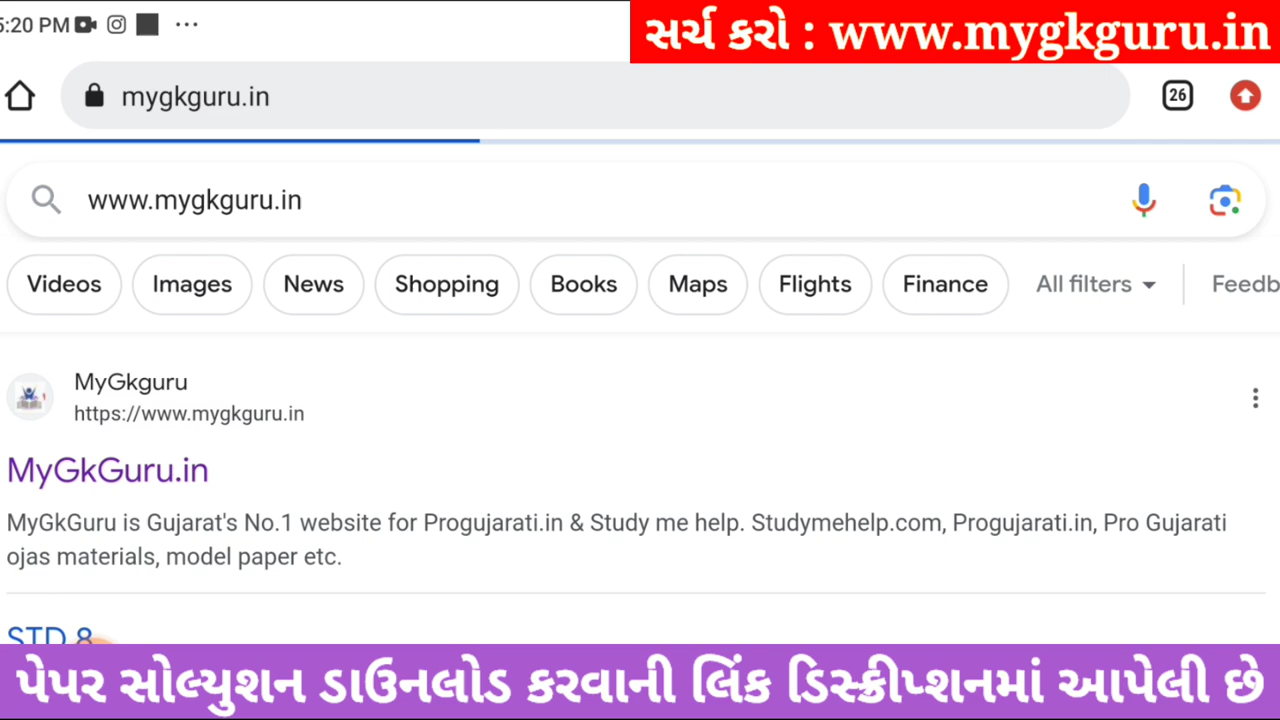 5:20 PM
સર્ચ કરો : www.mygkguru.in
mygkguru.in
26
www.mygkguru.in
Videos Images News Shopping Books Maps Flights Finance All filters Feedb
MyGkguru
https://www.mygkguru.in
MyGkGuru.in
MyGkGuru is Gujarat's No.1 website for Progujarati.in & Study me help. Studymehelp.com, Progujarati.in, Pro Gujarati
ojas materials, model paper etc.
STD 8
પેપર સોલ્યુશન ડાઉનલોડ કરવાની લિંક ડિસ્ક્રીપ્શનમાં આપેલી છે